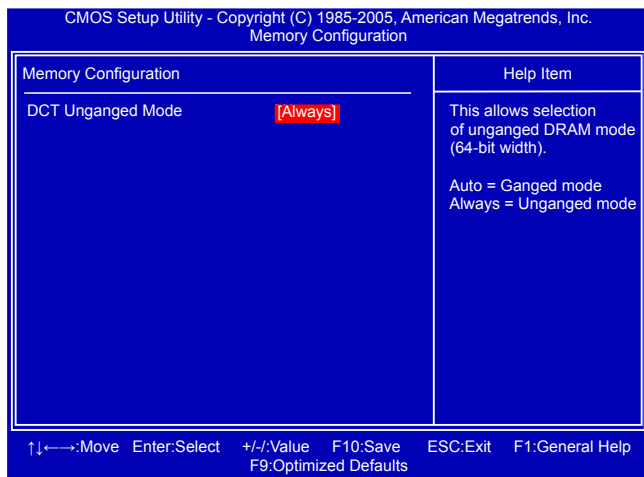 CMOS Setup Utility - Copyright (C) 1985-2005, American Megatrends, Inc.
Memory Configuration
Memory Configuration
Help Item
DCT Unganged Mode [Always]
This allows selection
of unganged DRAM mode
(64-bit width).
Auto = Ganged mode
Always = Unganged mode
↑↓←→:Move Enter:Select +/-/:Value F10:Save ESC:Exit F1:General Help
F9:Optimized Defaults